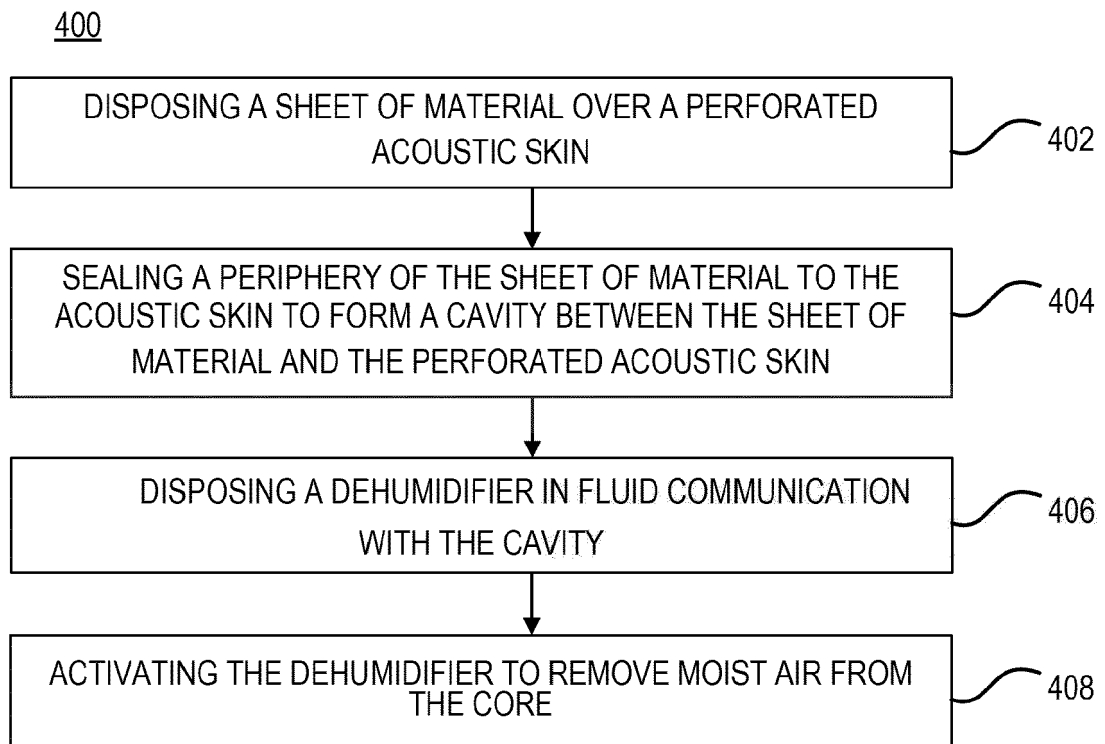 400
DISPOSING A SHEET OF MATERIAL OVER A PERFORATED
ACOUSTIC SKIN
402
SEALING A PERIPHERY OF THE SHEET OF MATERIAL TO THE
ACOUSTIC SKIN TO FORM A CAVITY BETWEEN THE SHEET OF
MATERIAL AND THE PERFORATED ACOUSTIC SKIN
404
DISPOSING A DEHUMIDIFIER IN FLUID COMMUNICATION
WITH THE CAVITY
406
ACTIVATING THE DEHUMIDIFIER TO REMOVE MOIST AIR FROM
THE CORE
408